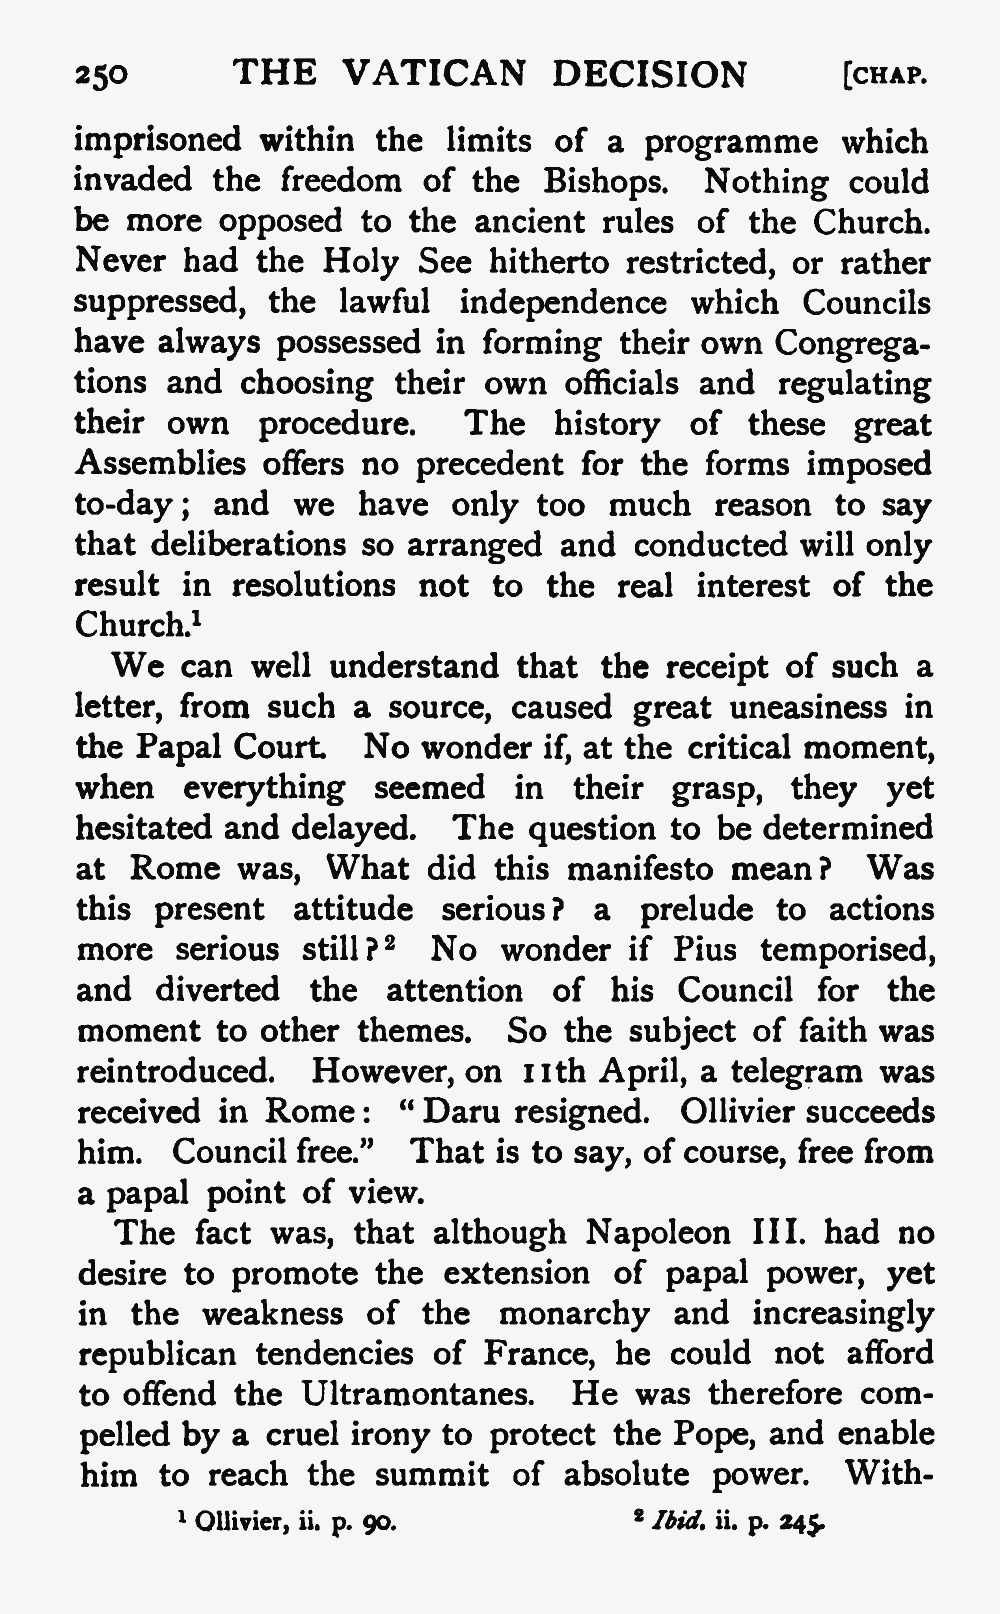 250 THE VATICAN DECISION [CHAP.
imprisoned within the limits of a programme which
invaded the freedom of the Bishops. Nothing could
be more opposed to the ancient rules of the Church.
Never had the Holy See hitherto restricted, or rather
suppressed, the lawful independence which Councils
have always possessed in forming their own Congrega-
tions and choosing their own officials and regulating
their own procedure. The history of these great
Assemblies offers no precedent for the forms imposed
to-day; and we have only too much reason to say
that deliberations so arranged and conducted will only
result in resolutions not to the real interest of the
Church.¹
We can well understand that the receipt of such a
letter, from such a source, caused great uneasiness in
the Papal Court. No wonder if, at the critical moment,
when everything seemed in their grasp, they yet
hesitated and delayed. The question to be determined
at Rome was, What did this manifesto mean? Was
this present attitude serious? a prelude to actions
more serious still?² No wonder if Pius temporised,
and diverted the attention of his Council for the
moment to other themes. So the subject of faith was
reintroduced. However, on 11th April, a telegram was
received in Rome: "Daru resigned. Ollivier succeeds
him. Council free." That is to say, of course, free from
a papal point of view.
The fact was, that although Napoleon III. had no
desire to promote the extension of papal power, yet
in the weakness of the monarchy and increasingly
republican tendencies of France, he could not afford
to offend the Ultramontanes. He was therefore com-
pelled by a cruel irony to protect the Pope, and enable
him to reach the summit of absolute power. With-
¹ Ollivier, ii. p. 90. ² Ibid. ii. p. 245.